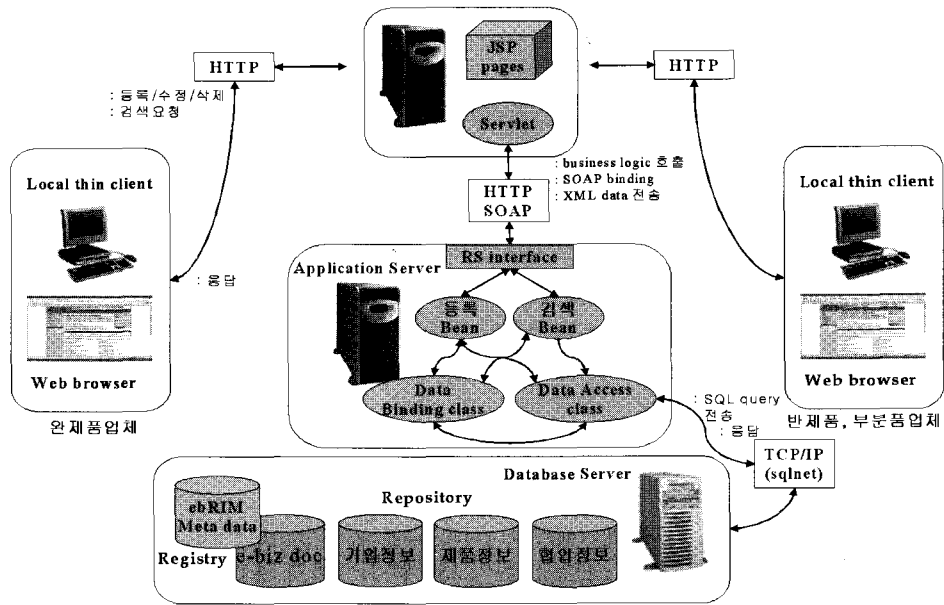 JSP
pages
Servlet
HTTP
: 등록/수정/삭제
: 검색요청
HTTP
: business logic 호출
: SOAP binding
: XML data 전송
HTTP
SOAP
Local thin client
Web browser
완제품업체
: 응답
Local thin client
Web browser
반제품, 부분품업체
RS interface
Application Server
등록
Bean
검색
Bean
Data
Binding class
Data Access
class
: SQL query
전송
: 응답
TCP/IP
(sqlnet)
Database Server
Repository
ebRIM
Meta data
Registry
e-biz doc
기업정보
제품정보
협업정보